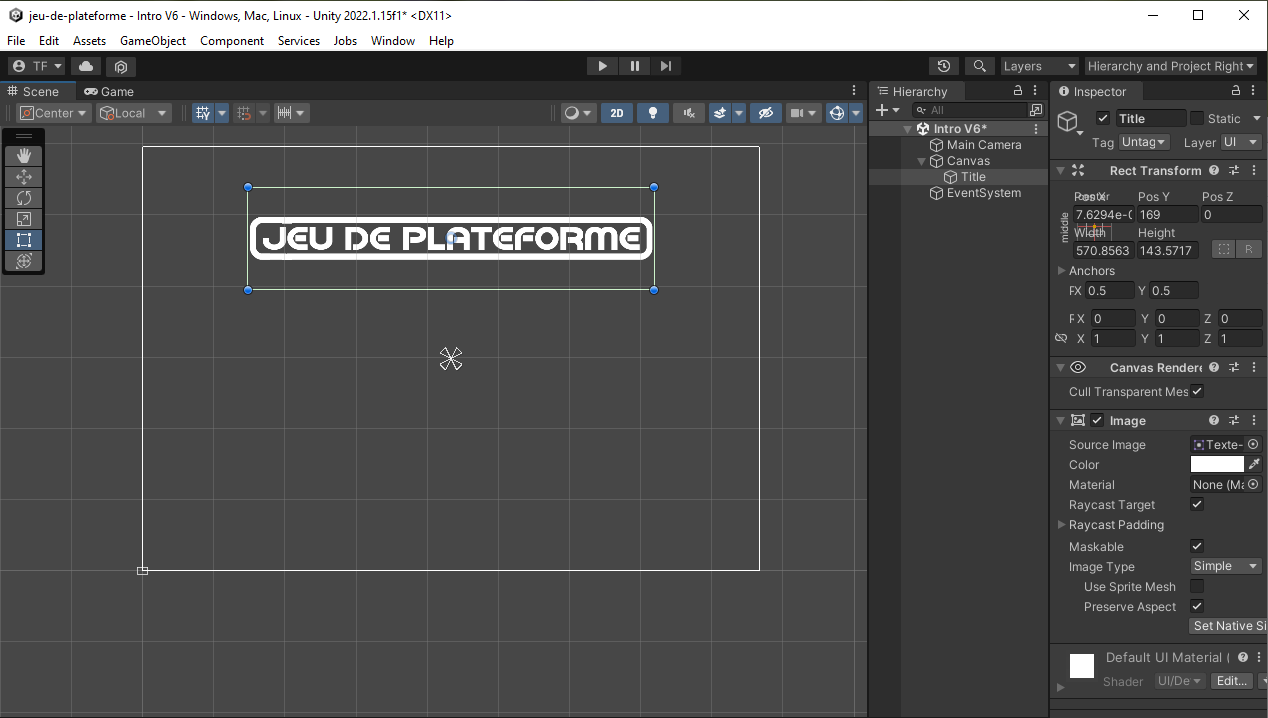 jeu-de-plateforme - Intro V6 - Windows, Mac, Linux - Unity 2022.1.15f1* <DX11>
File Edit Assets GameObject Component Services Jobs Window Help
TF Layers Hierarchy and Project Right
Scene Game Hierarchy Inspector
Center Local 2D All
Title Static
Tag Untag Layer UI
Intro V6*
Main Camera
Canvas
Title
EventSystem
JEU DE PLATEFORME
Rect Transform
center
middle
Pos X Pos Y Pos Z
7.6294e-0 169 0
Width Height
570.8563 143.5717 R
Anchors
X 0.5 Y 0.5
X 0 Y 0 Z 0
X 1 Y 1 Z 1
Canvas Rendere
Cull Transparent Mes
Image
Source Image Texte-
Color
Material None (Ma
Raycast Target
Raycast Padding
Maskable
Image Type Simple
Use Sprite Mesh
Preserve Aspect
Set Native Si
Default UI Material (
Shader UI/De Edit...